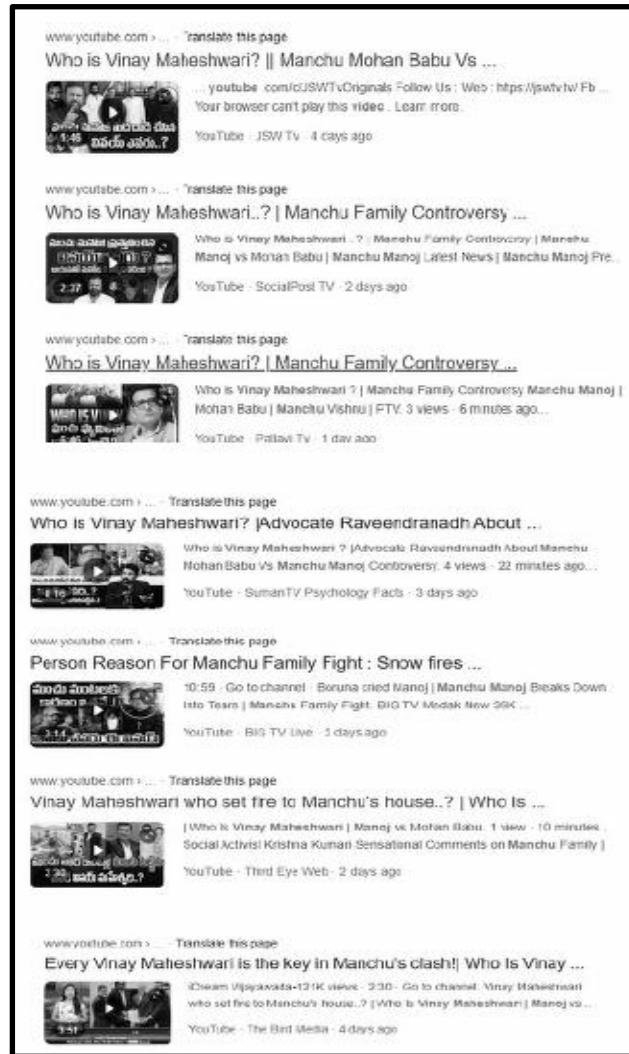 www.youtube.com › ... · Translate this page
Who is Vinay Maheshwari? || Manchu Mohan Babu Vs ...
... youtube com/c/JSWTvOriginals Follow Us : Web : https://jswtv.tv/ Fb ...
Your browser can't play this video . Learn more.
1:46
YouTube · JSW Tv · 4 days ago
www.youtube.com › ... · Translate this page
Who is Vinay Maheshwari..? | Manchu Family Controversy ...
Who is Vinay Maheshwari ..? | Manchu Family Controversy | Manchu
Manoj vs Mohan Babu | Manchu Manoj Latest News | Manchu Manoj Pre..
2:37
YouTube · SocialPost TV · 2 days ago
www.youtube.com › ... · Translate this page
Who is Vinay Maheshwari? | Manchu Family Controversy ...
Who is Vinay Maheshwari ? | Manchu Family Controversy Manchu Manoj |
Mohan Babu | Manchu Vishnu | PTV. 3 views · 6 minutes ago...
YouTube · Pallavi Tv · 1 day ago
www.youtube.com › ... · Translate this page
Who is Vinay Maheshwari? |Advocate Raveendranadh About ...
Who is Vinay Maheshwari ? |Advocate Raveendranadh About Manchu
Mohan Babu Vs Manchu Manoj Controversy. 4 views · 22 minutes ago...
YouTube · SumanTV Psychology Facts · 3 days ago
www.youtube.com › ... · Translate this page
Person Reason For Manchu Family Fight : Snow fires ...
10:59 · Go to channel · Boruna cried Manoj | Manchu Manoj Breaks Down
Into Tears | Manchu Family Fight. BIG TV Medak New 39K ...
3:14
YouTube · BIG TV Live · days ago
www.youtube.com › ... · Translate this page
Vinay Maheshwari who set fire to Manchu's house..? | Who Is ...
| Who is Vinay Maheshwari | Manoj vs Mohan Babu. 1 view · 10 minutes .
Social Activist Krishna Kumari Sensational Comments on Manchu Family |
YouTube · Third Eye Web · 2 days ago
www.youtube.com › ... · Translate this page
Every Vinay Maheshwari is the key in Manchu's clash!| Who Is Vinay ...
iDream Vijayawada•121K views · 2:30 · Go to channel. Vinay Maheshwari
who set fire to Manchu's house..? | Who is Vinay Maheshwari | Manoj vs ...
3:51
YouTube · The Bird Media · 4 days ago